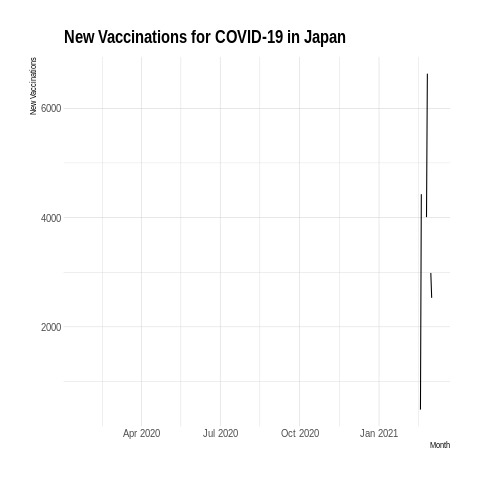 New Vaccinations for COVID-19 in Japan
New Vaccinations
6000
4000
2000
Apr 2020
Jul 2020
Oct 2020
Jan 2021
Month